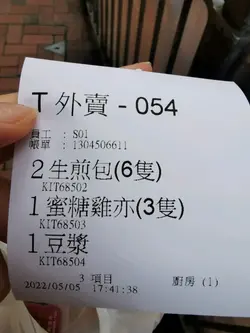 T 外賣 - 054
員工 : S01
帳單 : 1304506611
2 生煎包(6隻)
KIT68502
1 蜜糖雞亦(3隻)
KIT68503
1 豆漿
KIT68504
3 項目 廚房 (1)
2022/05/05 17:41:38